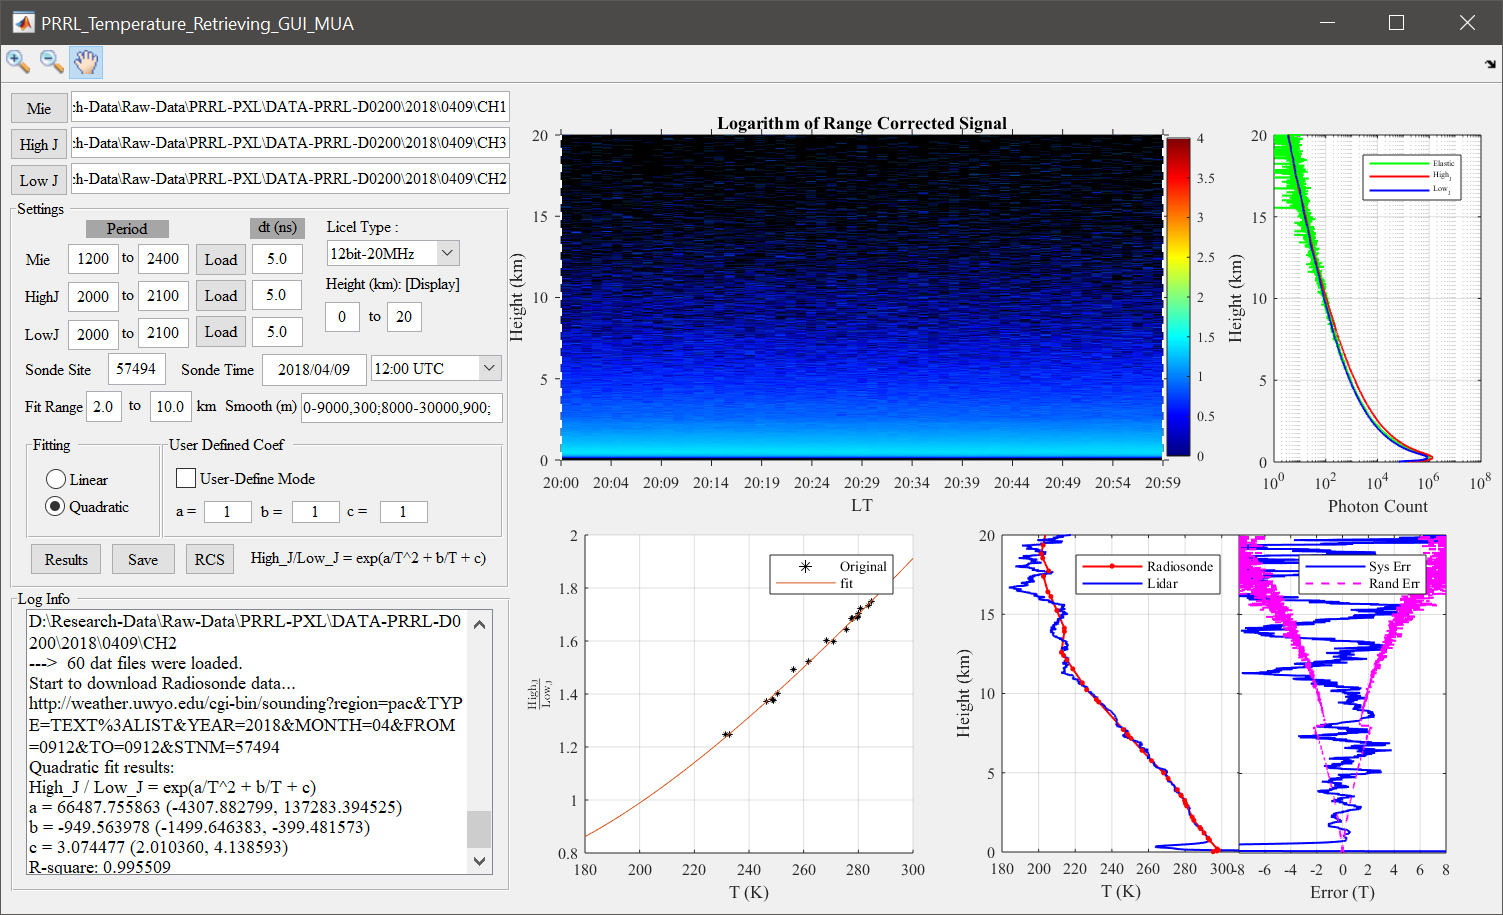 PRRL_Temperature_Retrieving_GUI_MUA
Mie :h-Data\Raw-Data\PRRL-PXL\DATA-PRRL-D0200\2018\0409\CH1
High J :h-Data\Raw-Data\PRRL-PXL\DATA-PRRL-D0200\2018\0409\CH3
Low J :h-Data\Raw-Data\PRRL-PXL\DATA-PRRL-D0200\2018\0409\CH2
Settings
Period dt (ns) Licel Type :
Mie 1200 to 2400 Load 5.0 12bit-20MHz
HighJ 2000 to 2100 Load 5.0 Height (km): [Display]
LowJ 2000 to 2100 Load 5.0 0 to 20
Sonde Site 57494 Sonde Time 2018/04/09 12:00 UTC
Fit Range 2.0 to 10.0 km Smooth (m) 0-9000,300;8000-30000,900;
Fitting
Linear
Quadratic
User Defined Coef
User-Define Mode
a = 1 b = 1 c = 1
Results Save RCS High_J/Low_J = exp(a/T^2 + b/T + c)
Log Info
D:\Research-Data\Raw-Data\PRRL-PXL\DATA-PRRL-D0
200\2018\0409\CH2
---> 60 dat files were loaded.
Start to download Radiosonde data...
http://weather.uwyo.edu/cgi-bin/sounding?region=pac&TYP
E=TEXT%3ALIST&YEAR=2018&MONTH=04&FROM
=0912&TO=0912&STNM=57494
Quadratic fit results:
High_J / Low_J = exp(a/T^2 + b/T + c)
a = 66487.755863 (-4307.882799, 137283.394525)
b = -949.563978 (-1499.646383, -399.481573)
c = 3.074477 (2.010360, 4.138593)
R-square: 0.995509
Logarithm of Range Corrected Signal
Height (km)
20
15
10
5
0
20:00 20:04 20:09 20:14 20:19 20:24 20:29 20:34 20:39 20:44 20:49 20:54 20:59
LT
4
3.5
3
2.5
2
1.5
1
0.5
0
Height (km)
20
15
10
5
0
Elastic
High_J
Low_J
10^0 10^2 10^4 10^6 10^8
Photon Count
High_J
Low_J
2
1.8
1.6
1.4
1.2
1
0.8
Original
fit
180 200 220 240 260 280 300
T (K)
Height (km)
20
15
10
5
0
Radiosonde
Lidar
180 200 220 240 260 280 300
T (K)
Sys Err
Rand Err
-8 -6 -4 -2 0 2 4 6 8
Error (T)